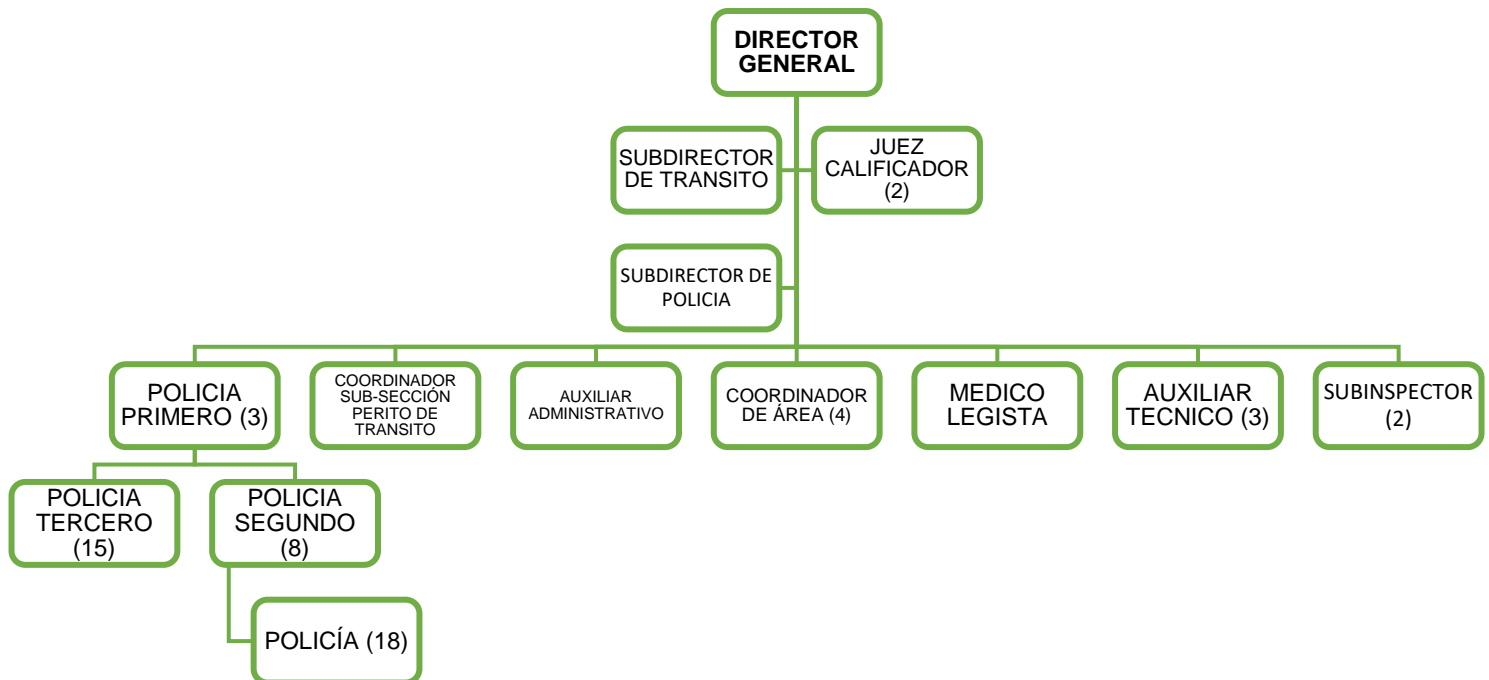 DIRECTOR
GENERAL
SUBDIRECTOR
DE TRANSITO
JUEZ
CALIFICADOR
(2)
SUBDIRECTOR DE
POLICIA
POLICIA
PRIMERO (3)
COORDINADOR
SUB-SECCIÓN
PERITO DE
TRANSITO
AUXILIAR
ADMINISTRATIVO
COORDINADOR
DE ÁREA (4)
MEDICO
LEGISTA
AUXILIAR
TECNICO (3)
SUBINSPECTOR
(2)
POLICIA
TERCERO
(15)
POLICIA
SEGUNDO
(8)
POLICÍA (18)